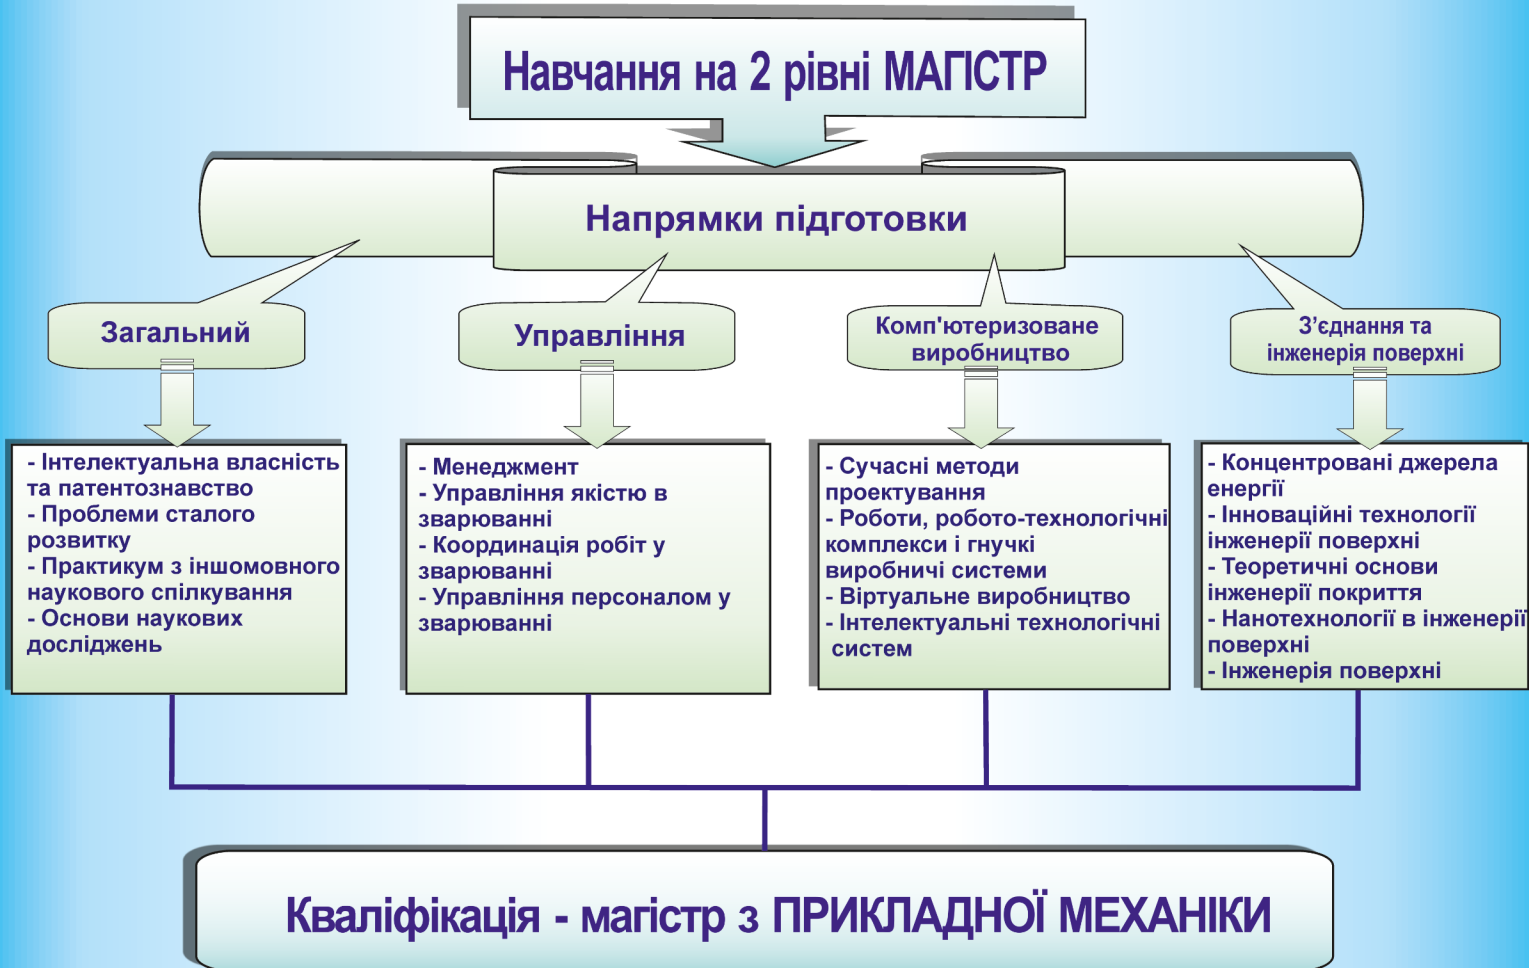 Навчання на 2 рівні МАГІСТР
Напрямки підготовки
Загальний
Управління
Комп'ютеризоване
виробництво
З’єднання та
інженерія поверхні
- Інтелектуальна власність
та патентознавство
- Проблеми сталого
розвитку
- Практикум з іншомовного
наукового спілкування
- Основи наукових
досліджень
- Менеджмент
- Управління якістю в
зварюванні
- Координація робіт у
зварюванні
- Управління персоналом у
зварюванні
- Сучасні методи
проектування
- Роботи, робото-технологічні
комплекси і гнучкі
виробничі системи
- Віртуальне виробництво
- Інтелектуальні технологічні
систем
- Концентровані джерела
енергії
- Інноваційні технології
інженерії поверхні
- Теоретичні основи
інженерії покриття
- Нанотехнології в інженерії
поверхні
- Інженерія поверхні
Кваліфікація - магістр з ПРИКЛАДНОЇ МЕХАНІКИ